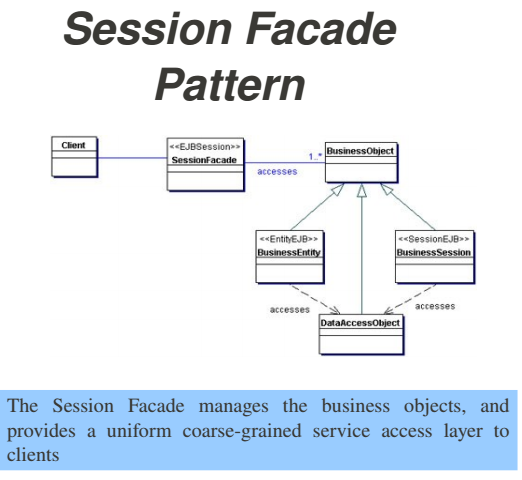 Session Facade
Pattern
Client
<<EJBSession>>
SessionFacade
1..*
BusinessObject
accesses
<<EntityEJB>>
BusinessEntity
<<SessionEJB>>
BusinessSession
accesses
accesses
DataAccessObject
The Session Facade manages the business objects, and
provides a uniform coarse-grained service access layer to
clients